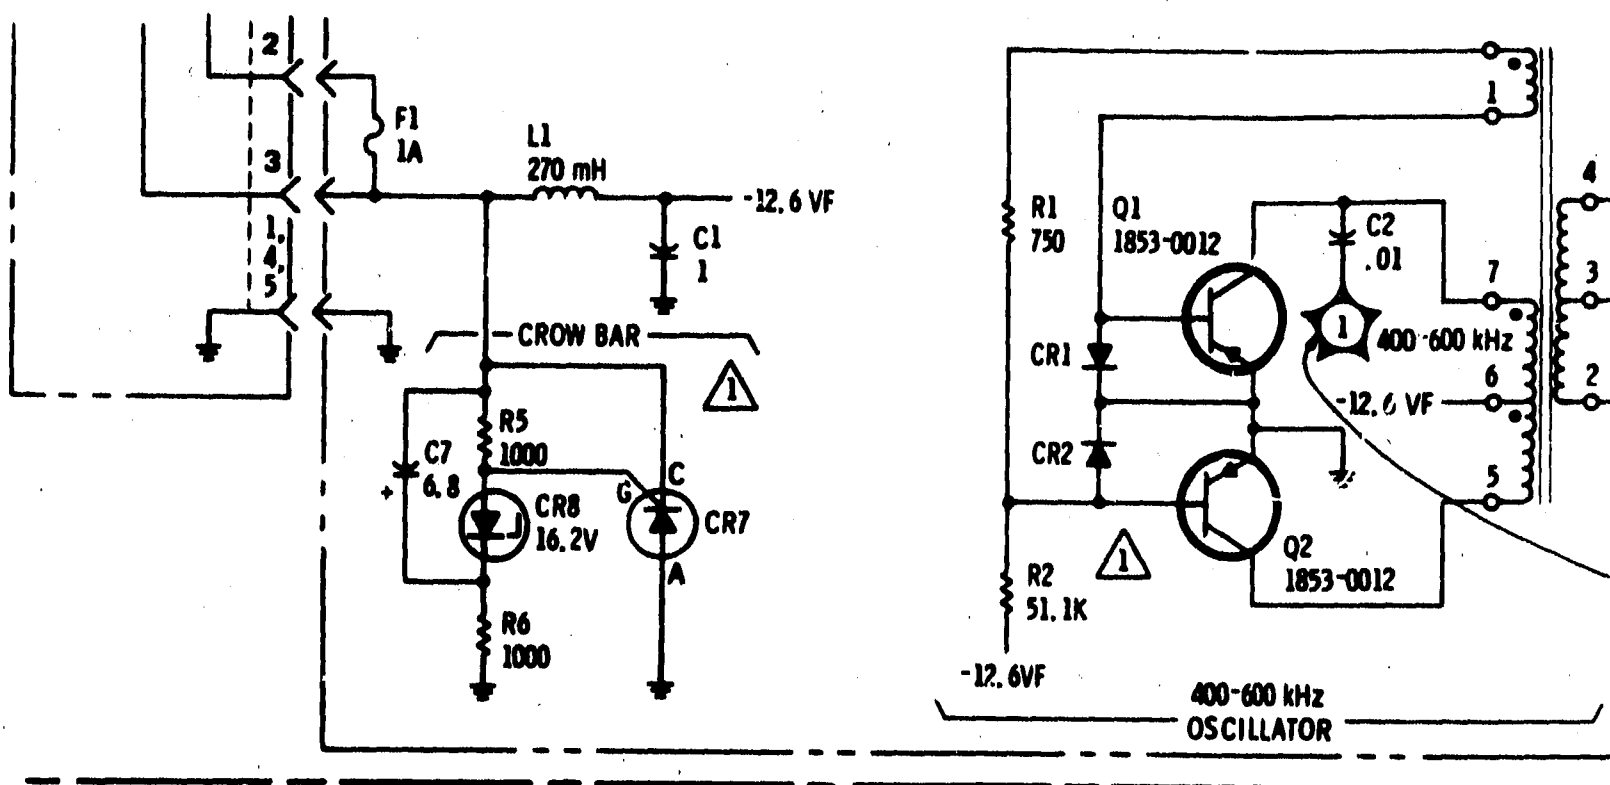 2
F1
1A
3
L1
270 mH
-12.6 VF
1,
4,
5
C1
1
CROW BAR
1
R5
1000
C7
+ 6.8
G
C
CR8
16.2V
CR7
A
R6
1000
1
R1
750
Q1
1853-0012
C2
.01
4
7
3
1
400-600 kHz
CR1
6
2
-12.6 VF
CR2
5
1
Q2
1853-0012
R2
51.1K
-12.6VF
400-600 kHz
OSCILLATOR